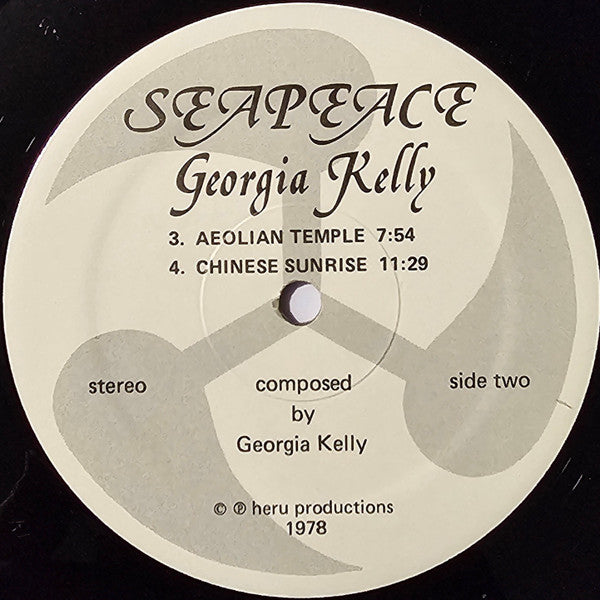 SEAPEACE
Georgia Kelly
3. AEOLIAN TEMPLE 7:54
4. CHINESE SUNRISE 11:29
stereo
composed
by
Georgia Kelly
side two
© ℗ heru productions
1978